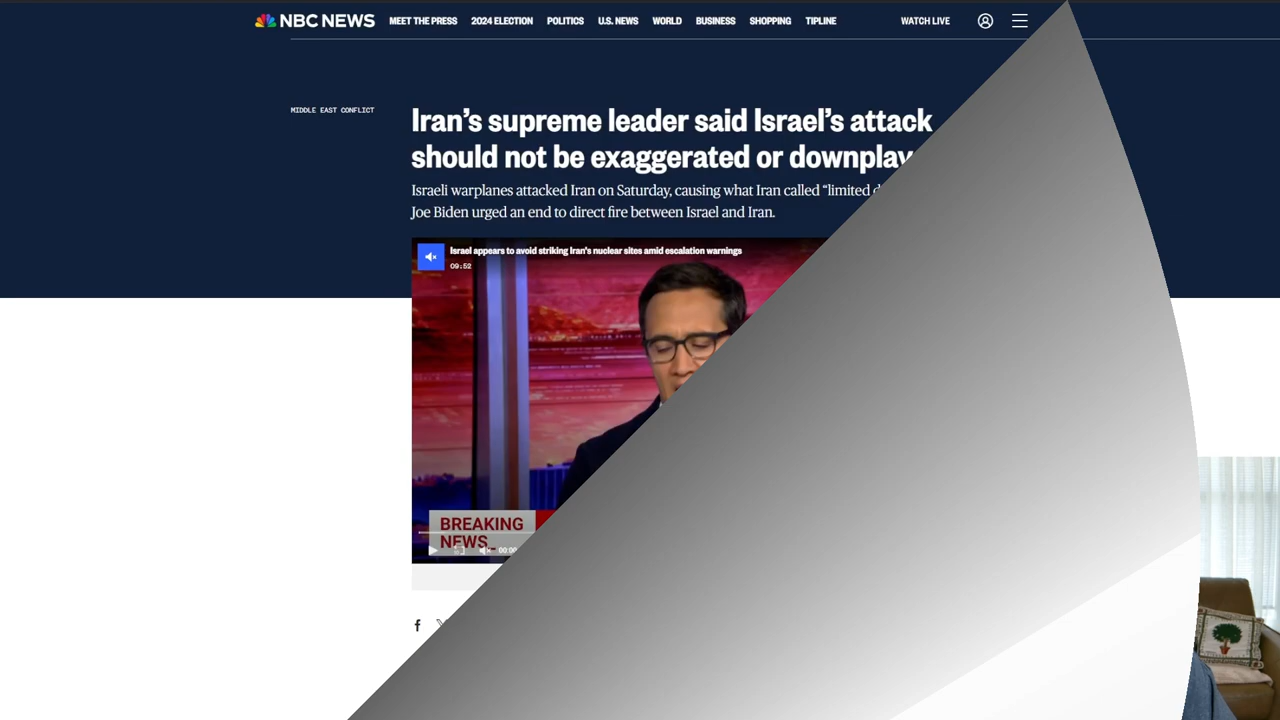 NBC NEWS MEET THE PRESS 2024 ELECTION POLITICS U.S. NEWS WORLD BUSINESS SHOPPING TIPLINE WATCH LIVE
MIDDLE EAST CONFLICT
Iran’s supreme leader said Israel’s attack
should not be exaggerated or downplay
Israeli warplanes attacked Iran on Saturday, causing what Iran called “limited
Joe Biden urged an end to direct fire between Israel and Iran.
Israel appears to avoid striking Iran's nuclear sites amid escalation warnings
09:52
BREAKING
NEWS_